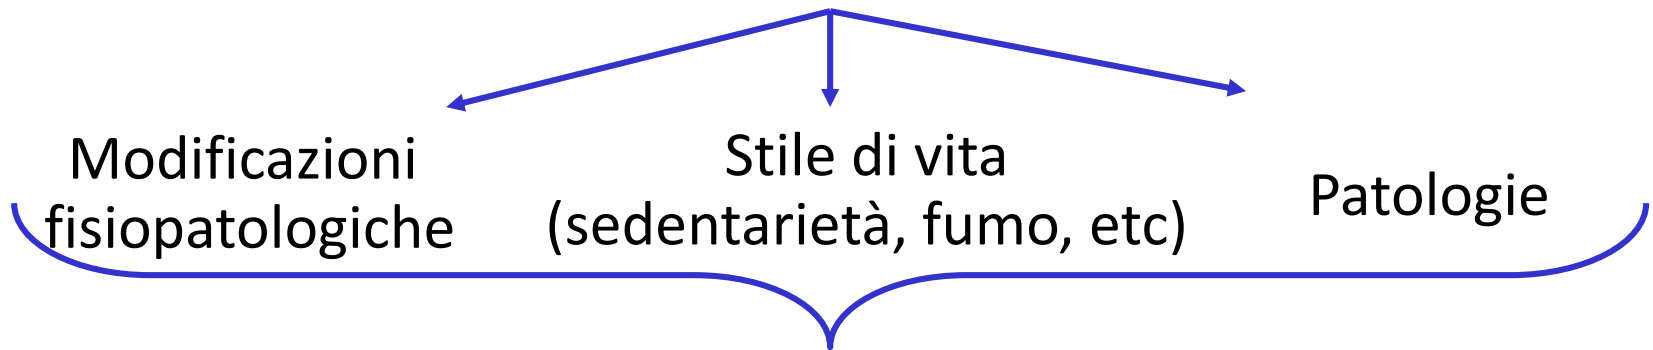 Modificazioni
fisiopatologiche
Stile di vita
(sedentarietà, fumo, etc)
Patologie